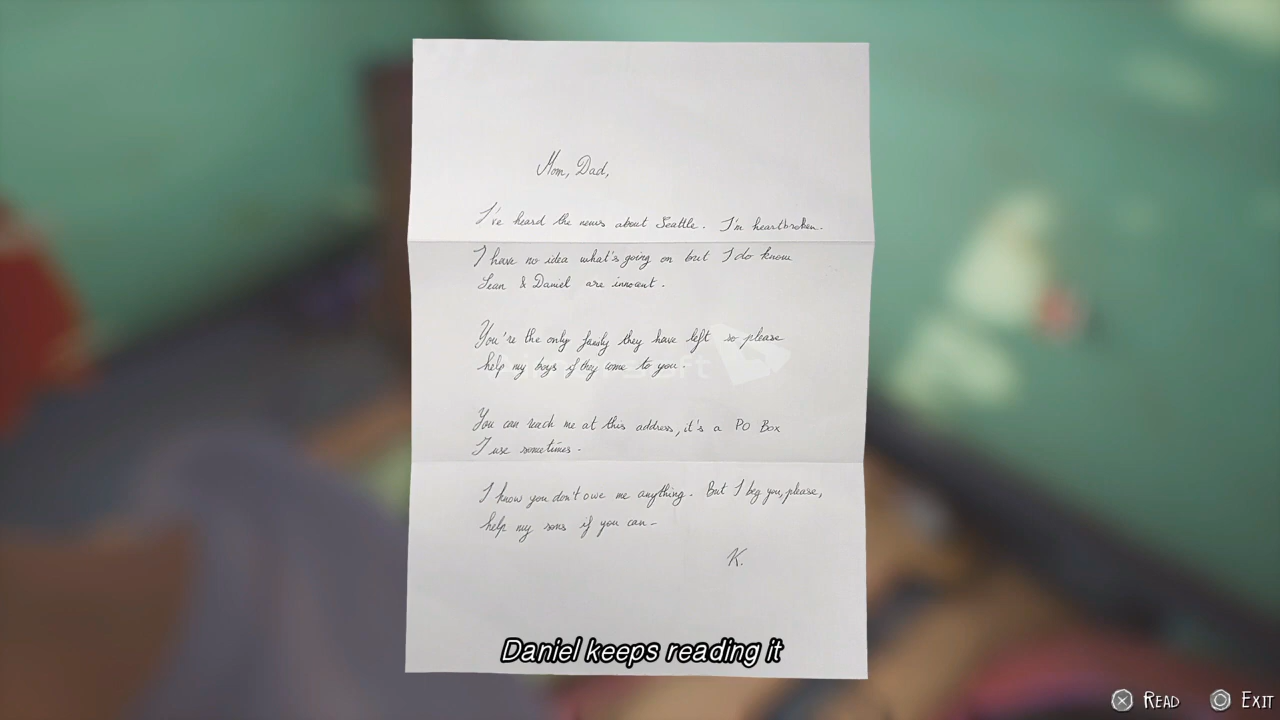 Mom, Dad,
I've heard the news about Seattle. I'm heartbroken.
I have no idea what's going on but I do know
Sean & Daniel are innocent.
You're the only family they have left so please
help my boys if they come to you-
You can reach me at this address, it's a PO Box
I use sometimes-
I know you don't owe me anything. But I beg you, please,
help my sons if you can-
K.
Daniel keeps reading it
READ
EXIT